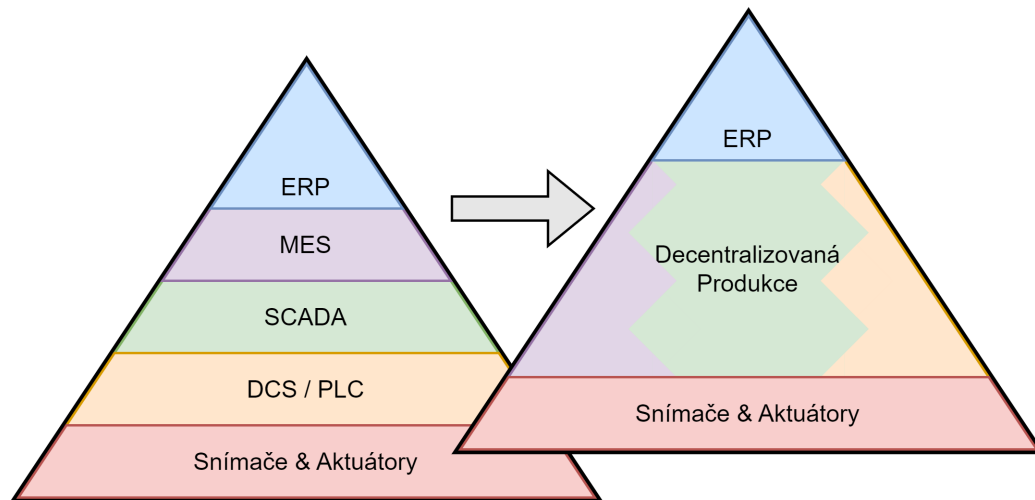 ERP
MES
SCADA
DCS / PLC
Snímače & Aktuátory
ERP
Decentralizovaná
Produkce
Snímače & Aktuátory